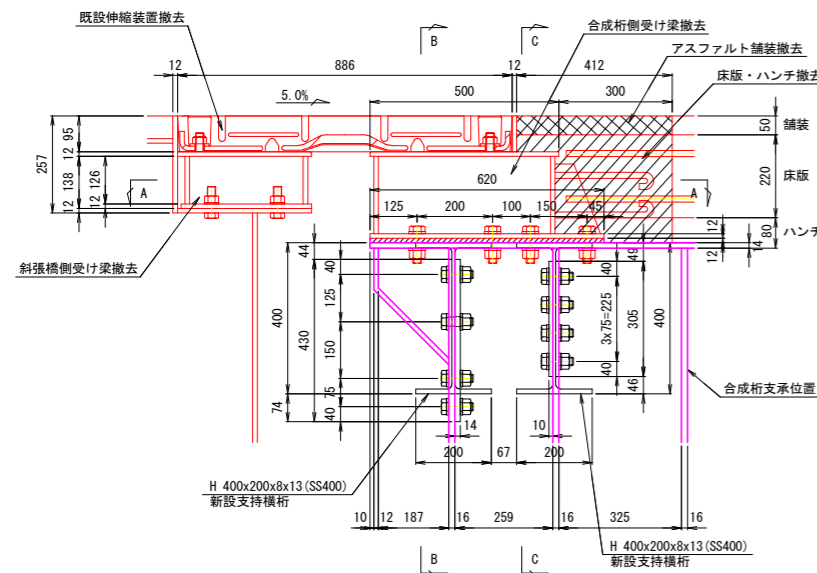 既設伸縮装置撤去
合成桁側受け梁撤去
アスファルト舗装撤去
床版・ハンチ撤去
B
C
12
886
12
412
5.0%
500
300
257
95
12
138
126
12
50
舗装
220
床版
80
ハンチ
A
A
620
125
200
100
150
45
12
12
14
斜張橋側受け梁撤去
44
40
125
150
75
40
400
430
74
49
40
3x75=225
40
305
46
400
合成桁支承位置
14
10
200
67
200
H 400x200x8x13(SS400)
新設支持横桁
10
12
187
16
259
16
325
16
H 400x200x8x13(SS400)
新設支持横桁
B
C